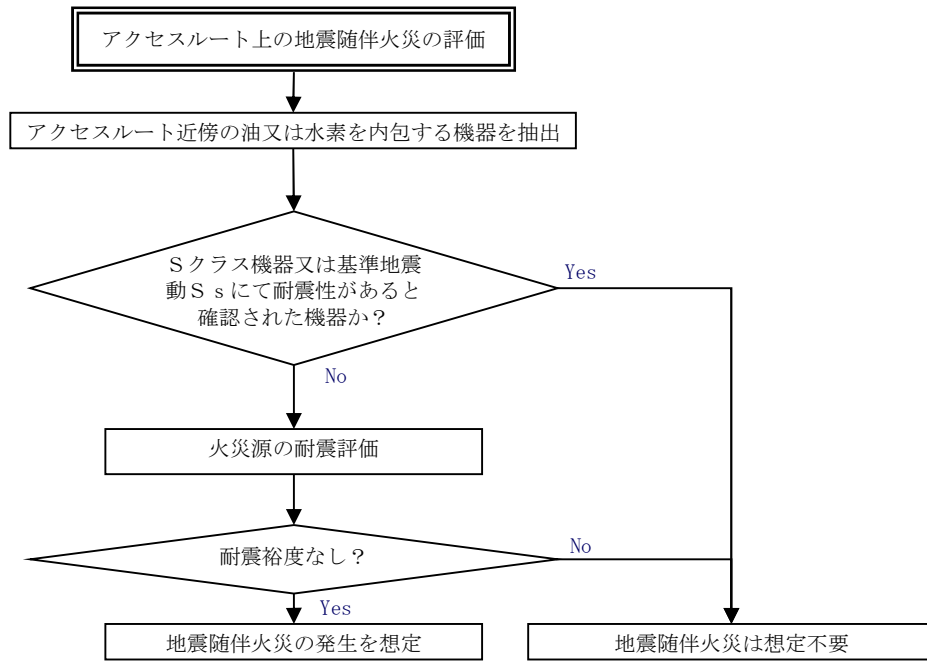 アクセスルート上の地震随伴火災の評価
アクセスルート近傍の油又は水素を内包する機器を抽出
Ｓクラス機器又は基準地震
動Ｓｓにて耐震性があると
確認された機器か？
Yes
No
火災源の耐震評価
耐震裕度なし？
No
Yes
地震随伴火災の発生を想定
地震随伴火災は想定不要